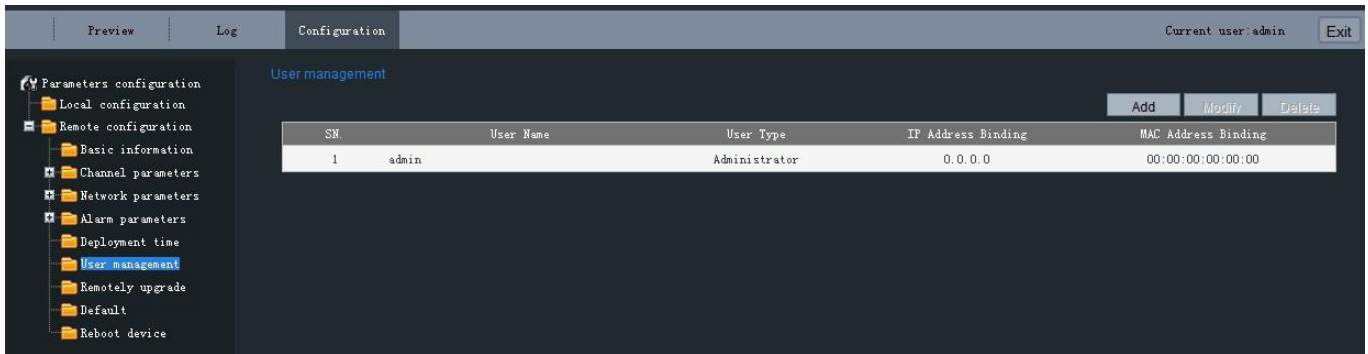 Preview Log Configuration Current user:admin Exit
User management
Parameters configuration
Local configuration
Remote configuration
Basic information
Channel parameters
Network parameters
Alarm parameters
Deployment time
User management
Remotely upgrade
Default
Reboot device
Add Modify Delete
SN. User Name User Type IP Address Binding MAC Address Binding
1 admin Administrator 0.0.0.0 00:00:00:00:00:00